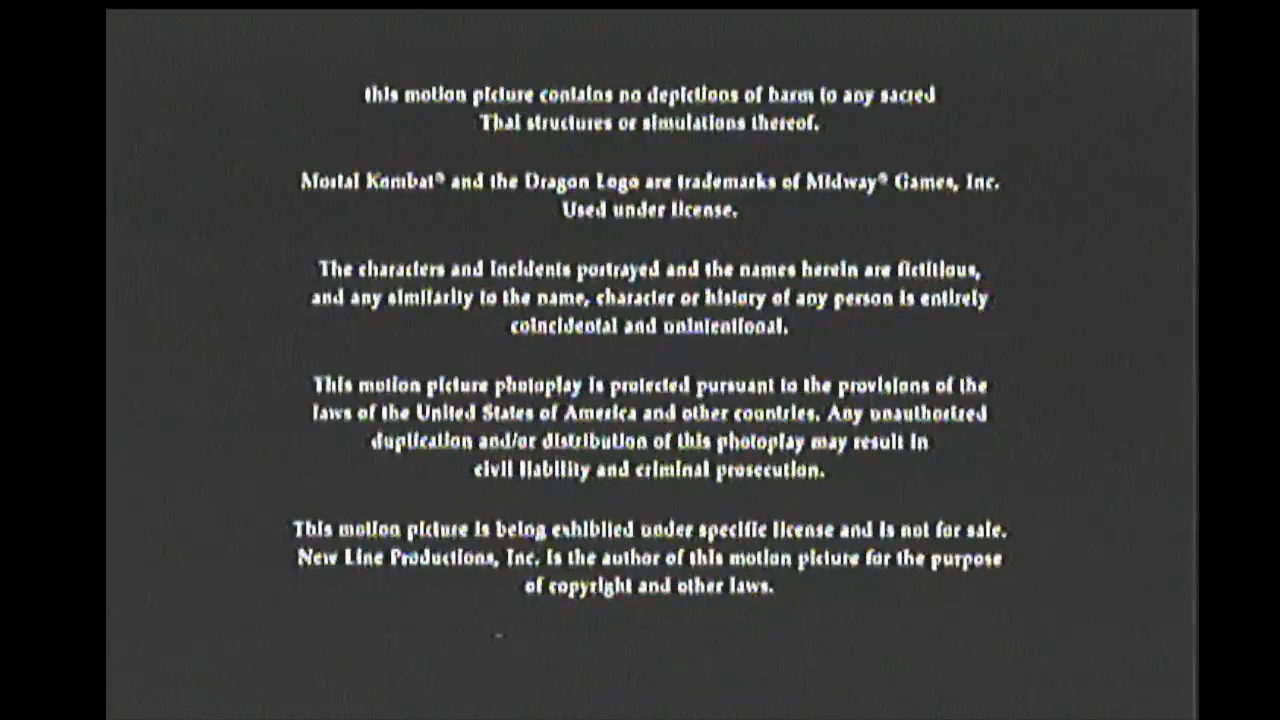 this motion picture contains no depictions of harm to any sacred
Thai structures or simulations thereof.
Mortal Kombat® and the Dragon Logo are trademarks of Midway® Games, Inc.
Used under license.
The characters and incidents portrayed and the names herein are fictitious,
and any similarity to the name, character or history of any person is entirely
coincidental and unintentional.
This motion picture photoplay is protected pursuant to the provisions of the
laws of the United States of America and other countries. Any unauthorized
duplication and/or distribution of this photoplay may result in
civil liability and criminal prosecution.
This motion picture is being exhibited under specific license and is not for sale.
New Line Productions, Inc. is the author of this motion picture for the purpose
of copyright and other laws.